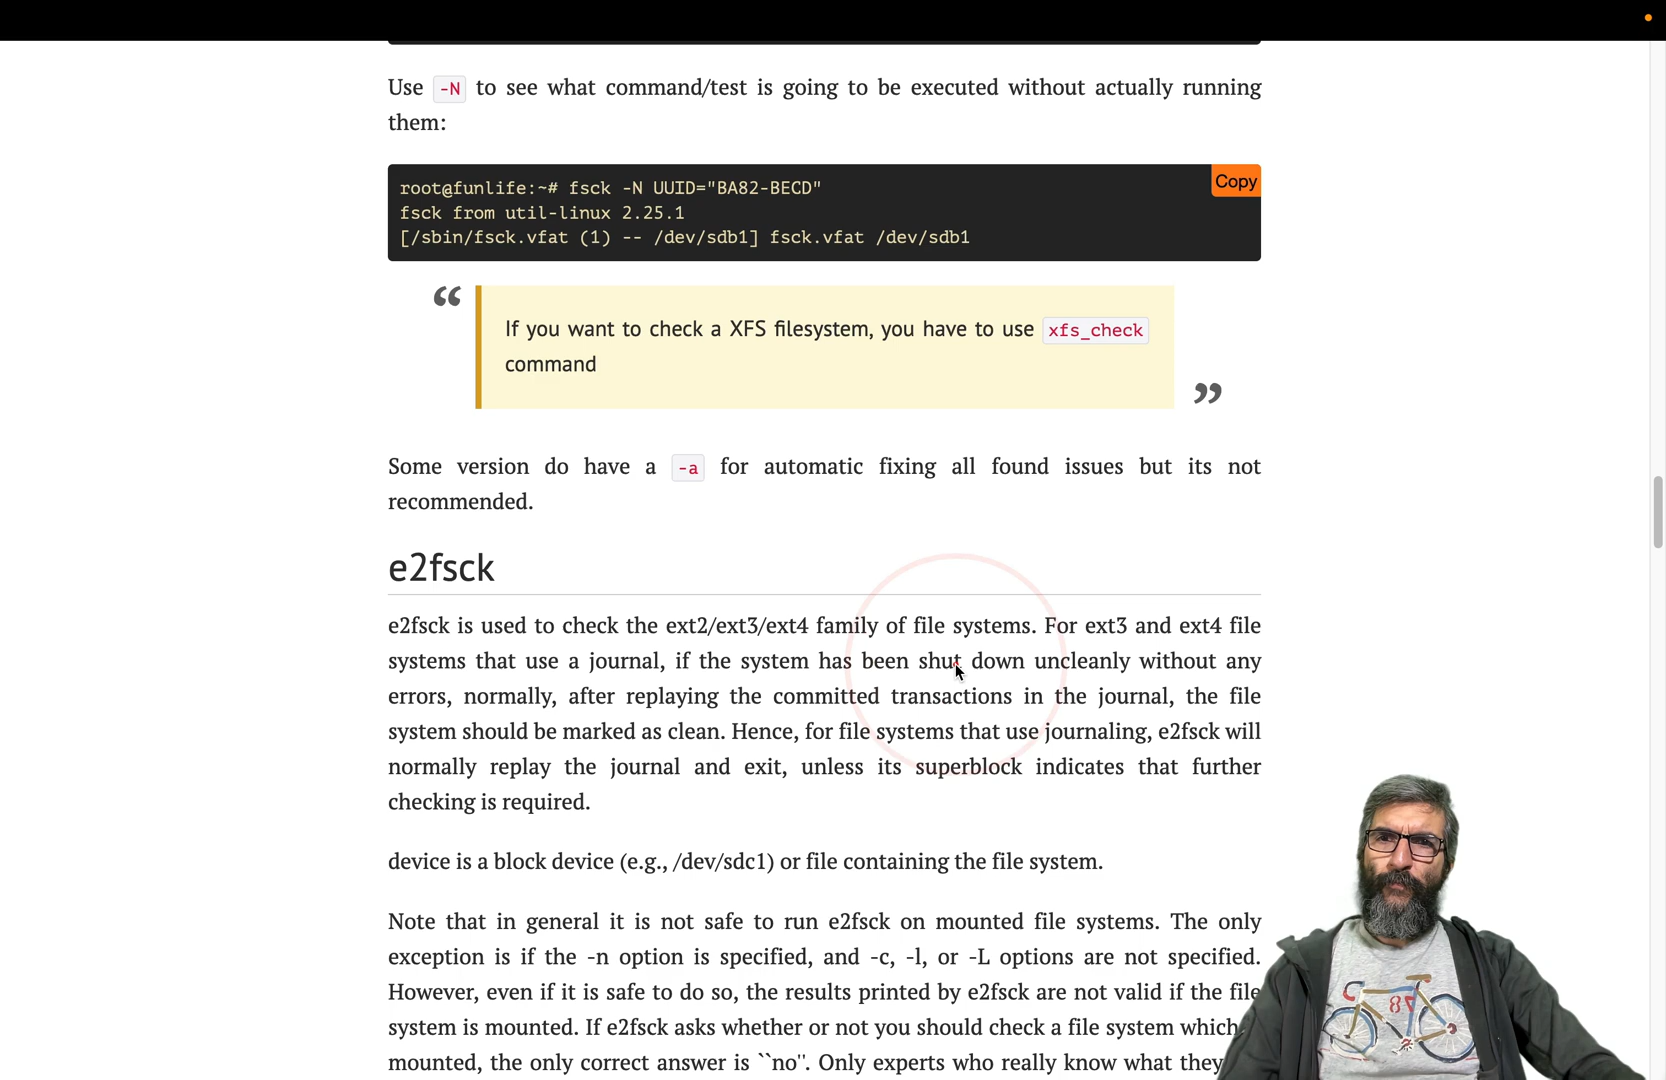 Use -N to see what command/test is going to be executed without actually running
them:
Copy
root@funlife:~# fsck -N UUID="BA82-BECD"
fsck from util-linux 2.25.1
[/sbin/fsck.vfat (1) -- /dev/sdb1] fsck.vfat /dev/sdb1
“
If you want to check a XFS filesystem, you have to use xfs_check
command
”
Some version do have a -a for automatic fixing all found issues but its not
recommended.
e2fsck
e2fsck is used to check the ext2/ext3/ext4 family of file systems. For ext3 and ext4 file
systems that use a journal, if the system has been shut down uncleanly without any
errors, normally, after replaying the committed transactions in the journal, the file
system should be marked as clean. Hence, for file systems that use journaling, e2fsck will
normally replay the journal and exit, unless its superblock indicates that further
checking is required.
device is a block device (e.g., /dev/sdc1) or file containing the file system.
Note that in general it is not safe to run e2fsck on mounted file systems. The only
exception is if the -n option is specified, and -c, -l, or -L options are not specified.
However, even if it is safe to do so, the results printed by e2fsck are not valid if the file
system is mounted. If e2fsck asks whether or not you should check a file system which
mounted, the only correct answer is ``no''. Only experts who really know what they
87